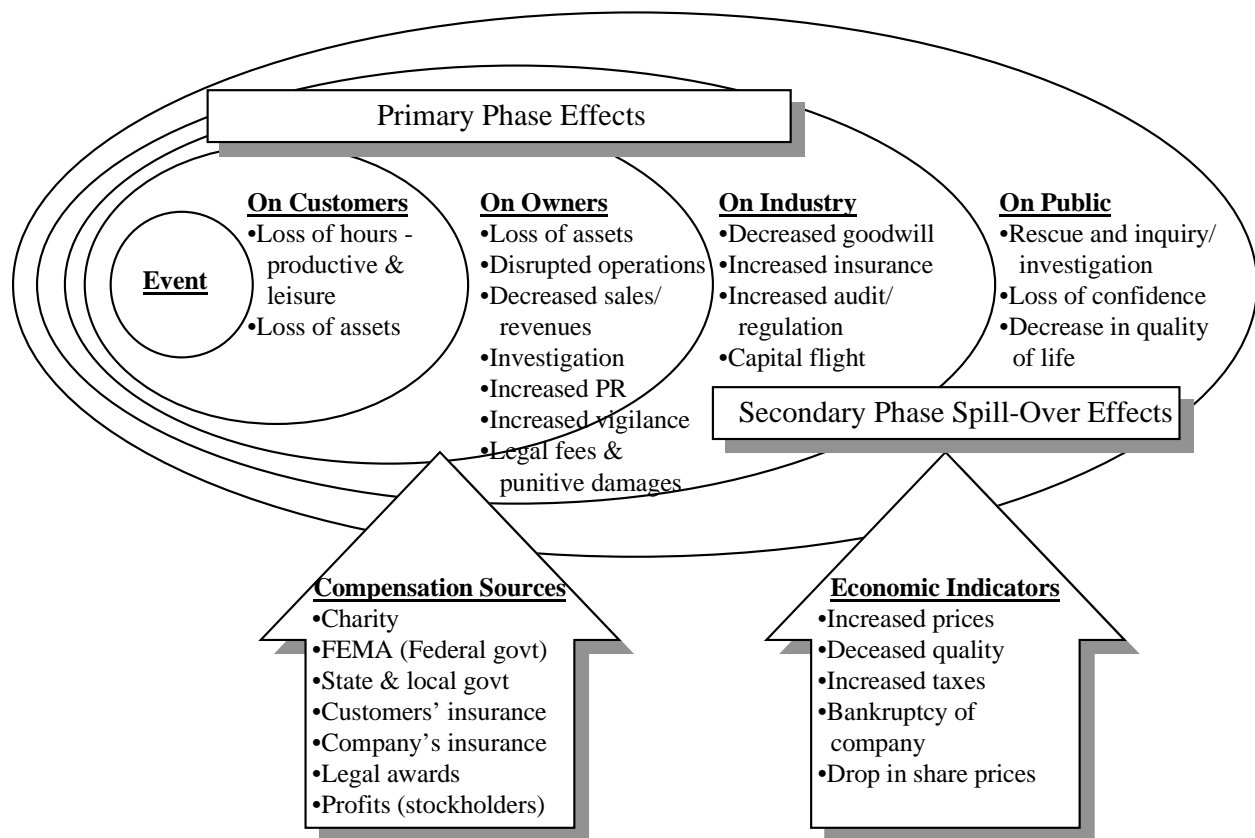 Primary Phase Effects
Event
On Customers
•Loss of hours -
productive &
leisure
•Loss of assets
On Owners
•Loss of assets
•Disrupted operations
•Decreased sales/
revenues
•Investigation
•Increased PR
•Increased vigilance
•Legal fees &
punitive damages
On Industry
•Decreased goodwill
•Increased insurance
•Increased audit/
regulation
•Capital flight
On Public
•Rescue and inquiry/
investigation
•Loss of confidence
•Decrease in quality
of life
Secondary Phase Spill-Over Effects
Compensation Sources
•Charity
•FEMA (Federal govt)
•State & local govt
•Customers’ insurance
•Company’s insurance
•Legal awards
•Profits (stockholders)
Economic Indicators
•Increased prices
•Deceased quality
•Increased taxes
•Bankruptcy of
company
•Drop in share prices